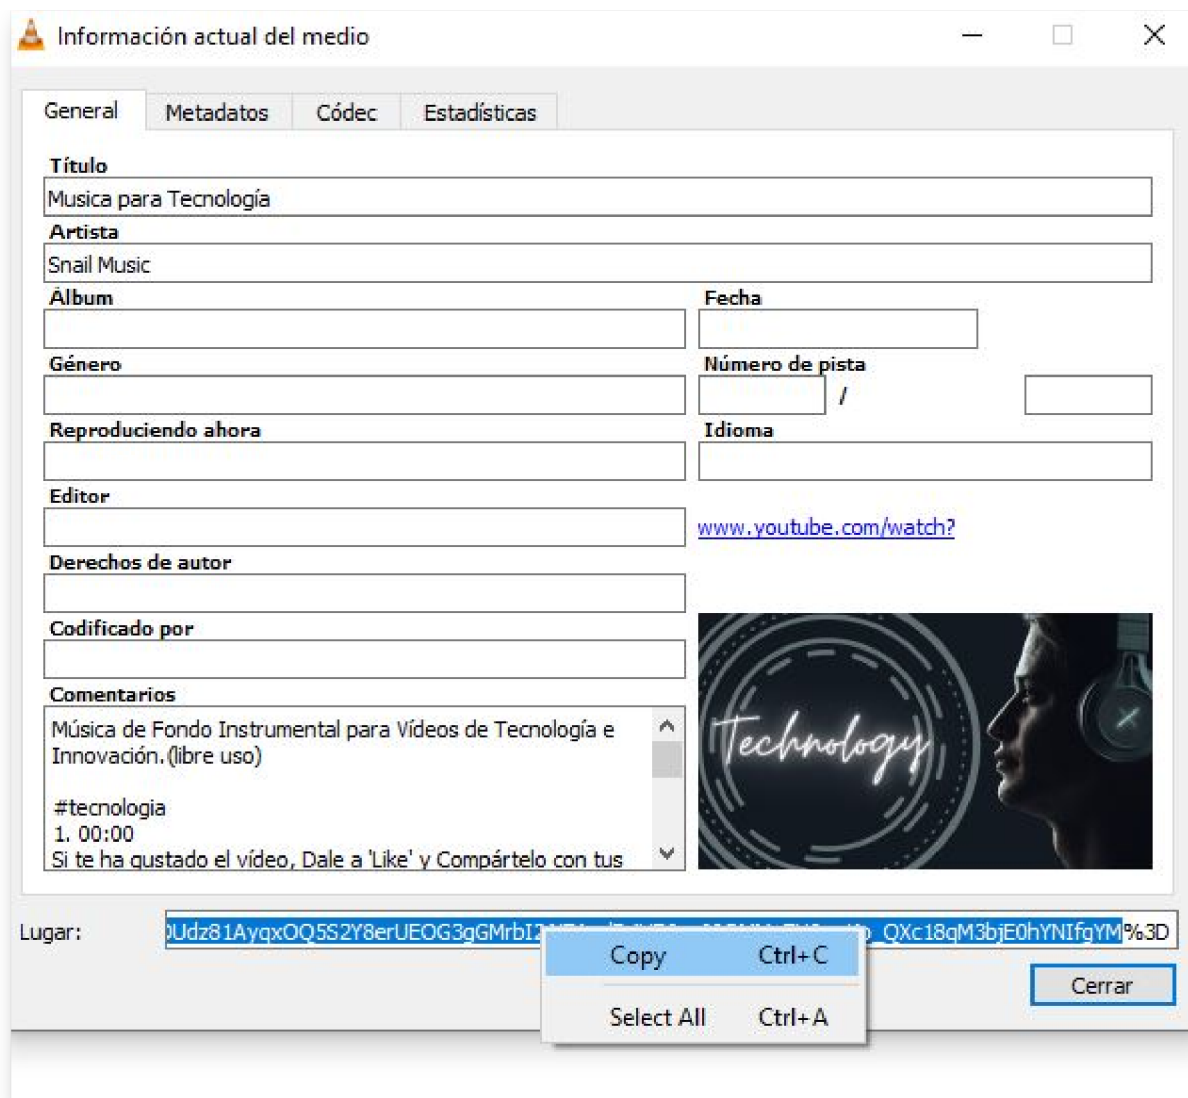 Información actual del medio
General Metadatos Códec Estadísticas
Título
Musica para Tecnología
Artista
Snail Music
Álbum Fecha
Género Número de pista
/
Reproduciendo ahora Idioma
Editor
www.youtube.com/watch?
Derechos de autor
Codificado por
Comentarios
Música de Fondo Instrumental para Vídeos de Tecnología e
Innovación.(libre uso)
#tecnologia
1. 00:00
Si te ha gustado el vídeo, Dale a 'Like' y Compártelo con tus
Technology
Lugar: QXc18qM3bjE0hYNIfgYM%3D
Copy Ctrl+C
Select All Ctrl+A
Cerrar